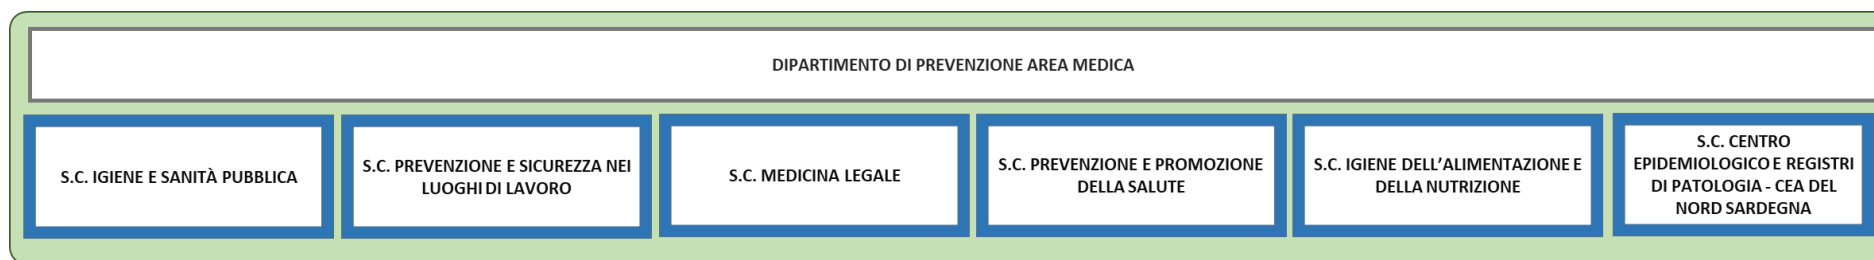 DIPARTIMENTO DI PREVENZIONE AREA MEDICA
S.C. IGIENE E SANITÀ PUBBLICA
S.C. PREVENZIONE E SICUREZZA NEI
LUOGHI DI LAVORO
S.C. MEDICINA LEGALE
S.C. PREVENZIONE E PROMOZIONE
DELLA SALUTE
S.C. IGIENE DELL’ALIMENTAZIONE E
DELLA NUTRIZIONE
S.C. CENTRO
EPIDEMIOLOGICO E REGISTRI
DI PATOLOGIA - CEA DEL
NORD SARDEGNA